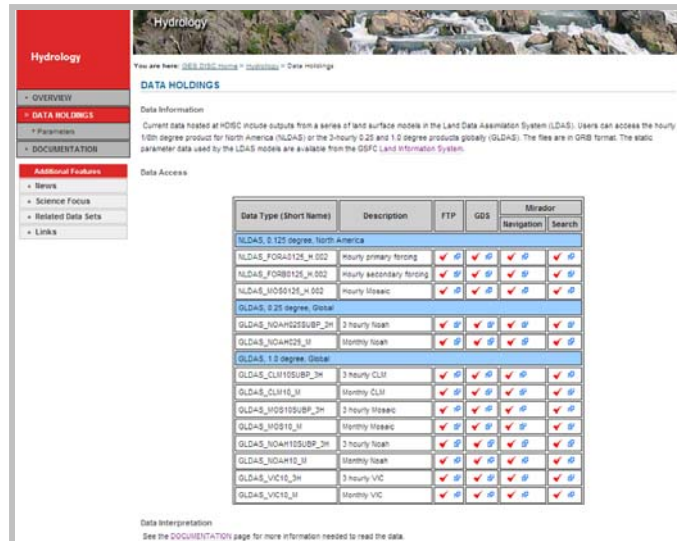 Hydrology
Hydrology
You are here: GES DISC Home » Hydrology » Data Holdings
OVERVIEW
DATA HOLDINGS
Parameters
DOCUMENTATION
Additional Features
News
Science Focus
Related Data Sets
Links
DATA HOLDINGS
Data Information
Current data hosted at HDISC include outputs from a series of land surface models in the Land Data Assimilation System (LDAS). Users can access the hourly
1/8th degree product for North America (NLDAS) or the 3-hourly 0.25 and 1.0 degree products globally (GLDAS). The files are in GRIB format. The static
parameter data used by the LDAS models are available from the GSFC Land Information System.
Data Access
Data Type (Short Name) Description FTP GDS Mirador
Navigation Search
NLDAS, 0.125 degree, North America
NLDAS_FORA0125_H.002 Hourly primary forcing
NLDAS_FORB0125_H.002 Hourly secondary forcing
NLDAS_MOS0125_H.002 Hourly Mosaic
GLDAS, 0.25 degree, Global
GLDAS_NOAH025SUBP_3H 3 hourly Noah
GLDAS_NOAH025_M Monthly Noah
GLDAS, 1.0 degree, Global
GLDAS_CLM10SUBP_3H 3 hourly CLM
GLDAS_CLM10_M Monthly CLM
GLDAS_MOS10SUBP_3H 3 hourly Mosaic
GLDAS_MOS10_M Monthly Mosaic
GLDAS_NOAH10SUBP_3H 3 hourly Noah
GLDAS_NOAH10_M Monthly Noah
GLDAS_VIC10_3H 3 hourly VIC
GLDAS_VIC10_M Monthly VIC
Data Interpretation
See the DOCUMENTATION page for more information needed to read the data.